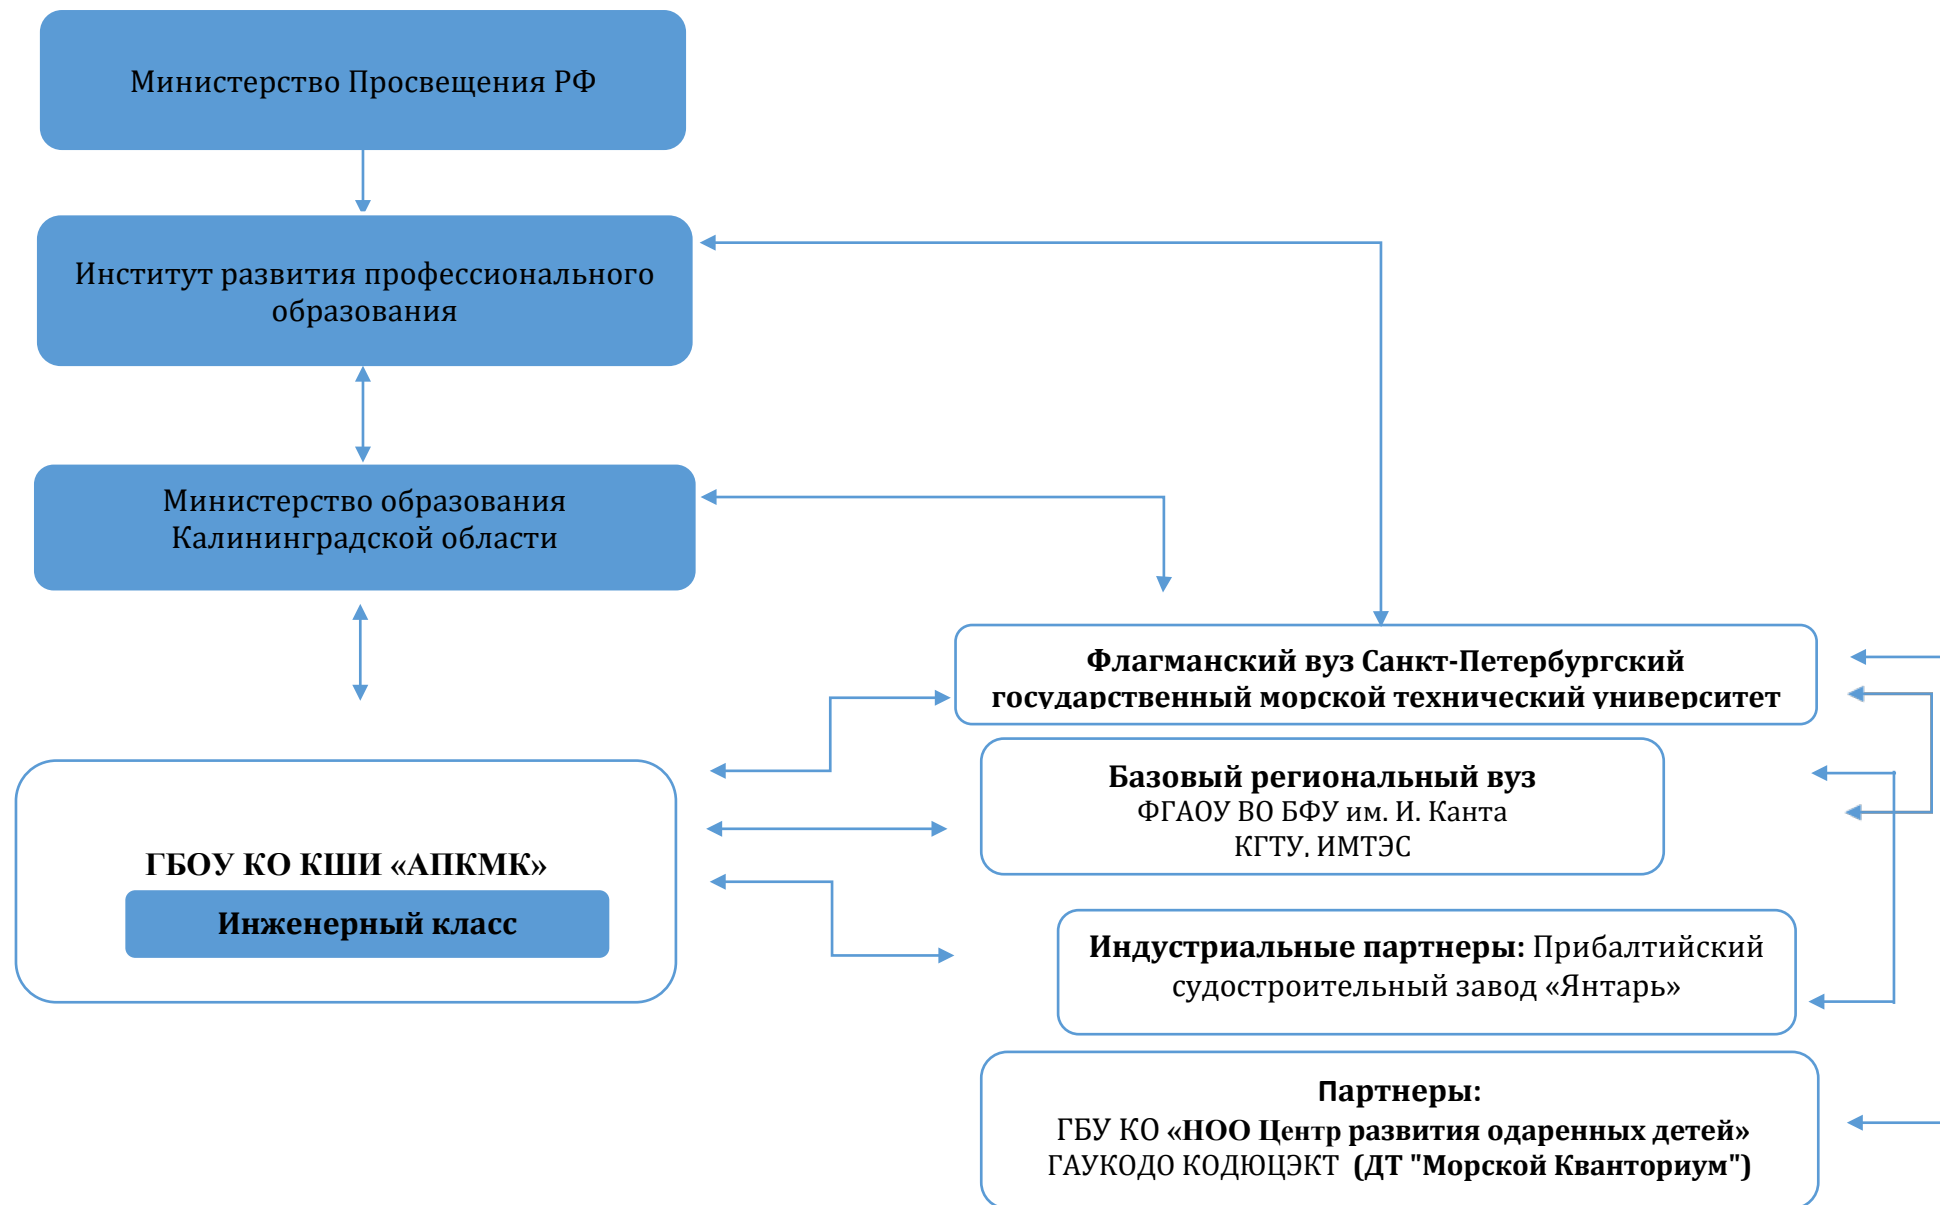 Министерство Просвещения РФ
Институт развития профессионального
образования
Министерство образования
Калининградской области
Флагманский вуз Санкт-Петербургский
государственный морской технический университет
Базовый региональный вуз
ФГАОУ ВО БФУ им. И. Канта
КГТУ, ИМТЭС
ГБОУ КО КШИ «АПКМК»
Инженерный класс
Индустриальные партнеры: Прибалтийский
судостроительный завод «Янтарь»
Партнеры:
ГБУ КО «НОО Центр развития одаренных детей»
ГАУКОДО КОДЮЦЭКТ (ДТ "Морской Кванториум")